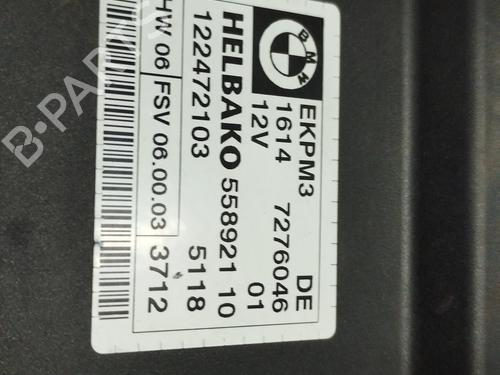 BMW
EKPM3 DE
1614 7276046
12V 01
HELBAKO 558921 10
122472103 5118
HW 06 FSV 06.00.03 3712
B-PARTS